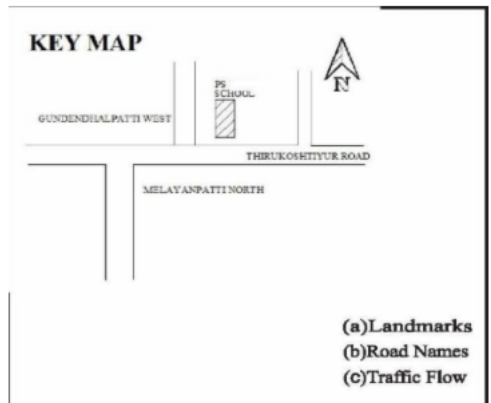 KEY MAP
N
PS
SCHOOL
GUNDENDHALPATTI WEST
THIRUKOSHTIYUR ROAD
MELAYANPATTI NORTH
(a)Landmarks
(b)Road Names
(c)Traffic Flow